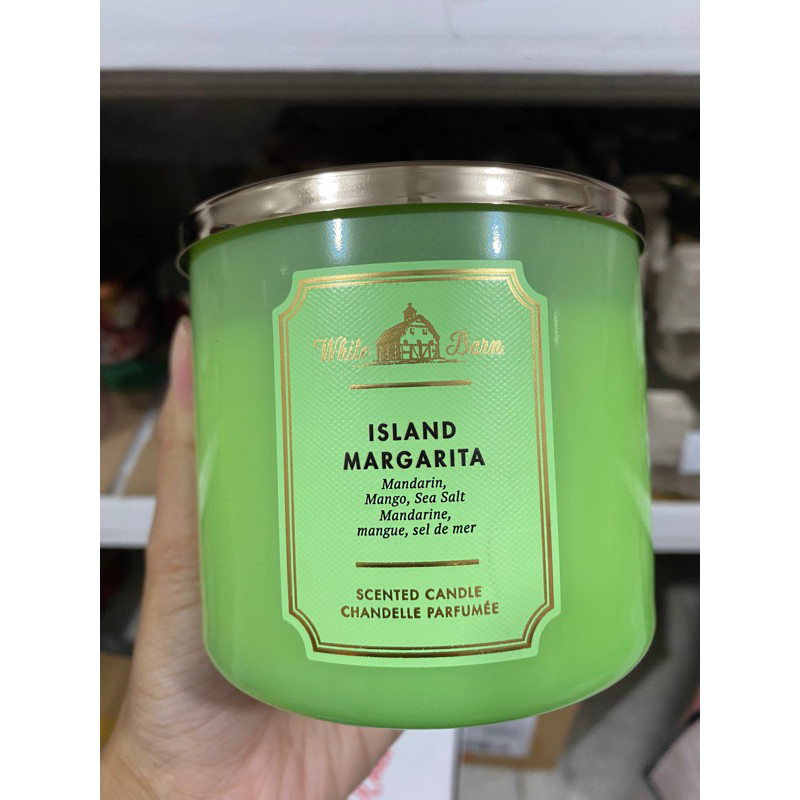 White Barn
ISLAND
MARGARITA
Mandarin,
Mango, Sea Salt
Mandarine,
mangue, sel de mer
SCENTED CANDLE
CHANDELLE PARFUMÉE